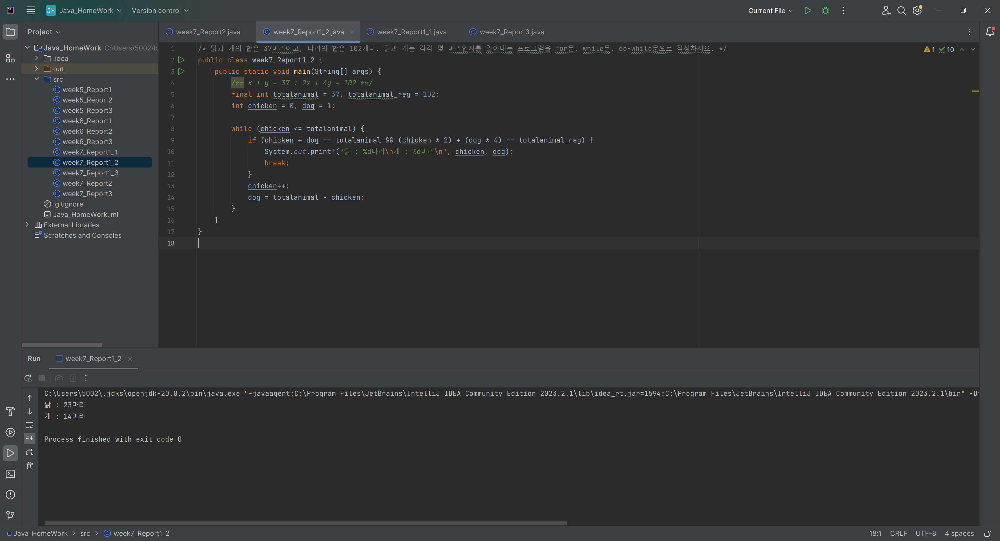 JH Java_HomeWork Version control Current File
Project
week7_Report2.java week7_Report1_2.java week7_Report1_1.java week7_Report3.java
Java_HomeWork C:\Users\5002\Id
.idea
out
src
week5_Report1
week5_Report2
week5_Report3
week6_Report1
week6_Report2
week6_Report3
week7_Report1_1
week7_Report1_2
week7_Report1_3
week7_Report2
week7_Report3
.gitignore
Java_HomeWork.iml
External Libraries
Scratches and Consoles
1 /* 닭과 개의 합은 37마리이고, 다리의 합은 102개다. 닭과 개는 각각 몇 마리인지를 알아내는 프로그램을 for문, while문, do-while문으로 작성하시오. */
1 10
2 public class week7_Report1_2 {
3 public static void main(String[] args) {
4 /** x + y = 37 : 2x + 4y = 102 **/
5 final int totalanimal = 37, totalanimal_reg = 102;
6 int chicken = 0, dog = 1;
7
8 while (chicken <= totalanimal) {
9 if (chicken + dog == totalanimal && (chicken * 2) + (dog * 4) == totalanimal_reg) {
10 System.out.printf("닭 : %d마리\n개 : %d마리\n", chicken, dog);
11 break;
12 }
13 chicken++;
14 dog = totalanimal - chicken;
15 }
16 }
17 }
18
Run week7_Report1_2
C:\Users\5002\.jdks\openjdk-20.0.2\bin\java.exe "-javaagent:C:\Program Files\JetBrains\IntelliJ IDEA Community Edition 2023.2.1\lib\idea_rt.jar=1594:C:\Program Files\JetBrains\IntelliJ IDEA Community Edition 2023.2.1\bin" -D
닭 : 23마리
개 : 14마리
Process finished with exit code 0
Java_HomeWork > src > week7_Report1_2 18:1 CRLF UTF-8 4 spaces